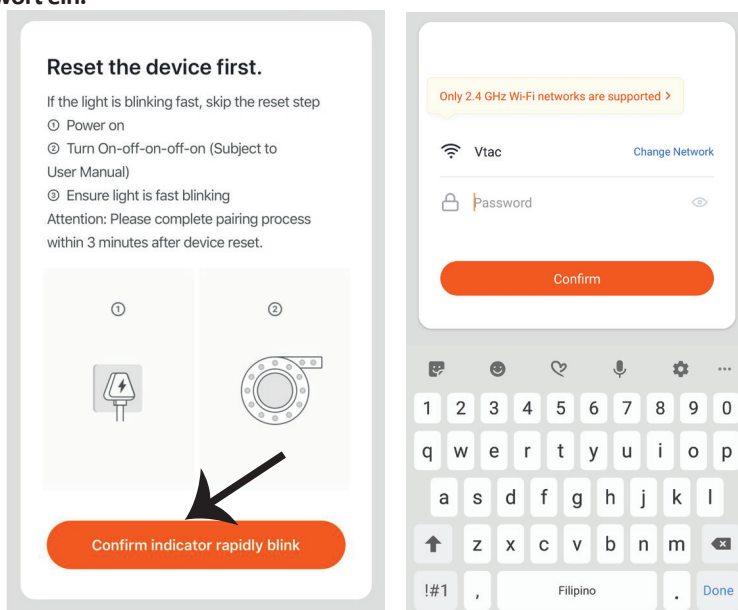 Reset the device first.
If the light is blinking fast, skip the reset step
① Power on
② Turn On-off-on-off-on (Subject to
User Manual)
③ Ensure light is fast blinking
Attention: Please complete pairing process
within 3 minutes after device reset.
① ②
Confirm indicator rapidly blink
Only 2.4 GHz Wi-Fi networks are supported >
Vtac Change Network
Password
Confirm
1 2 3 4 5 6 7 8 9 0
q w e r t y u i o p
a s d f g h j k l
z x c v b n m
!#1 , Filipino . Done